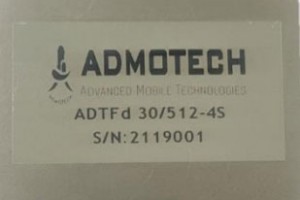 ADMOTECH
ADVANCED MOBILE TECHNOLOGIES
ADTFd 30/512-4S
S/N:2119001